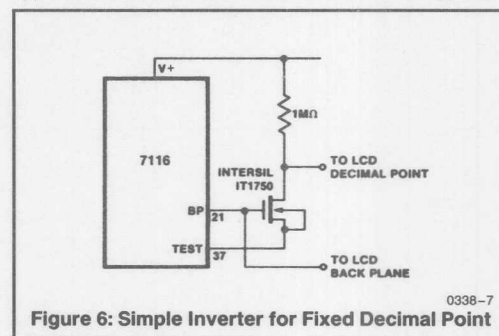 V+
1MΩ
7116
TO LCD
DECIMAL POINT
INTERSIL
IT1750
BP
21
TEST
37
TO LCD
BACK PLANE
0338–7
Figure 6: Simple Inverter for Fixed Decimal Point